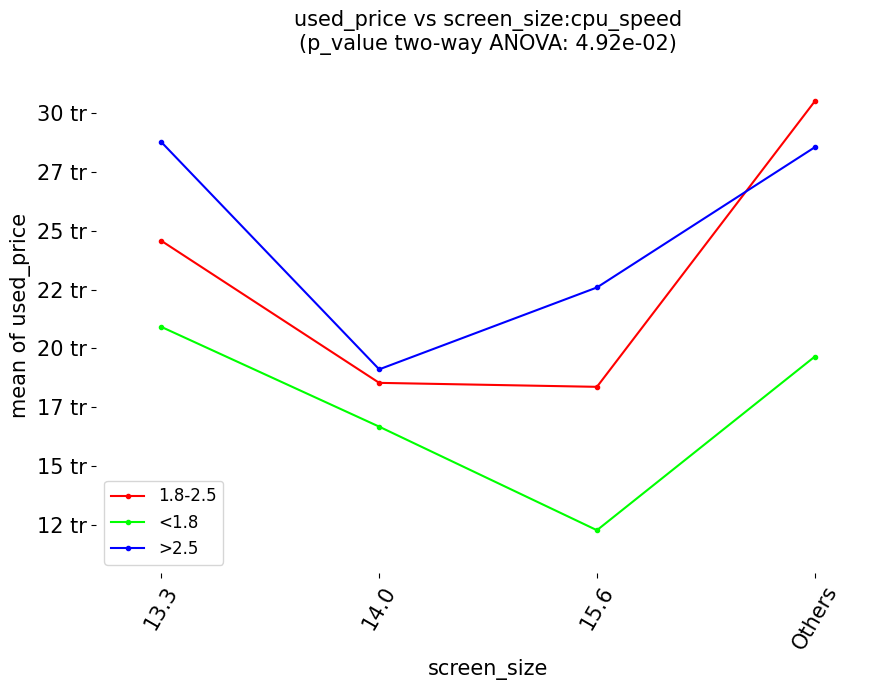 used_price vs screen_size:cpu_speed
(p_value two-way ANOVA: 4.92e-02)
mean of used_price
30 tr
27 tr
25 tr
22 tr
20 tr
17 tr
15 tr
12 tr
1.8-2.5
<1.8
>2.5
13.3
14.0
15.6
Others
screen_size